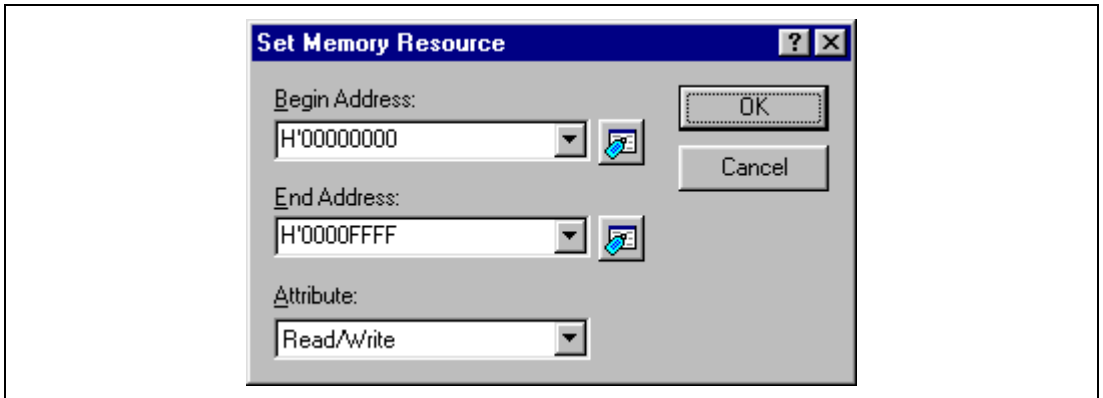 Set Memory Resource
?
Begin Address:
OK
H'00000000
Cancel
End Address:
H'0000FFFF
Attribute:
Read/Write